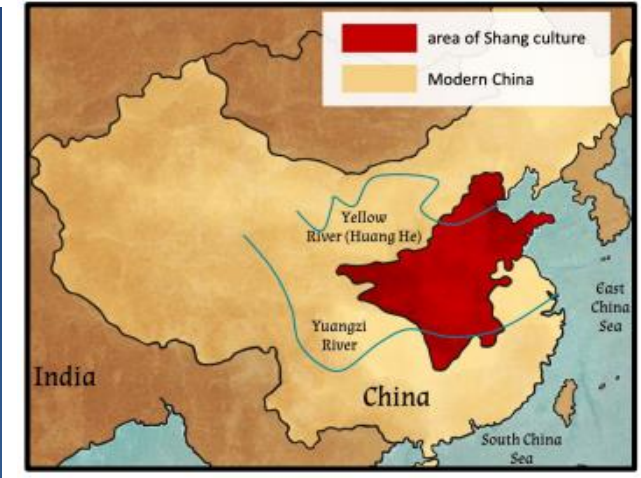 area of Shang culture
Modern China
Yellow
River (Huang He)
East
China
Sea
Yuangzi
River
India
China
South China
Sea